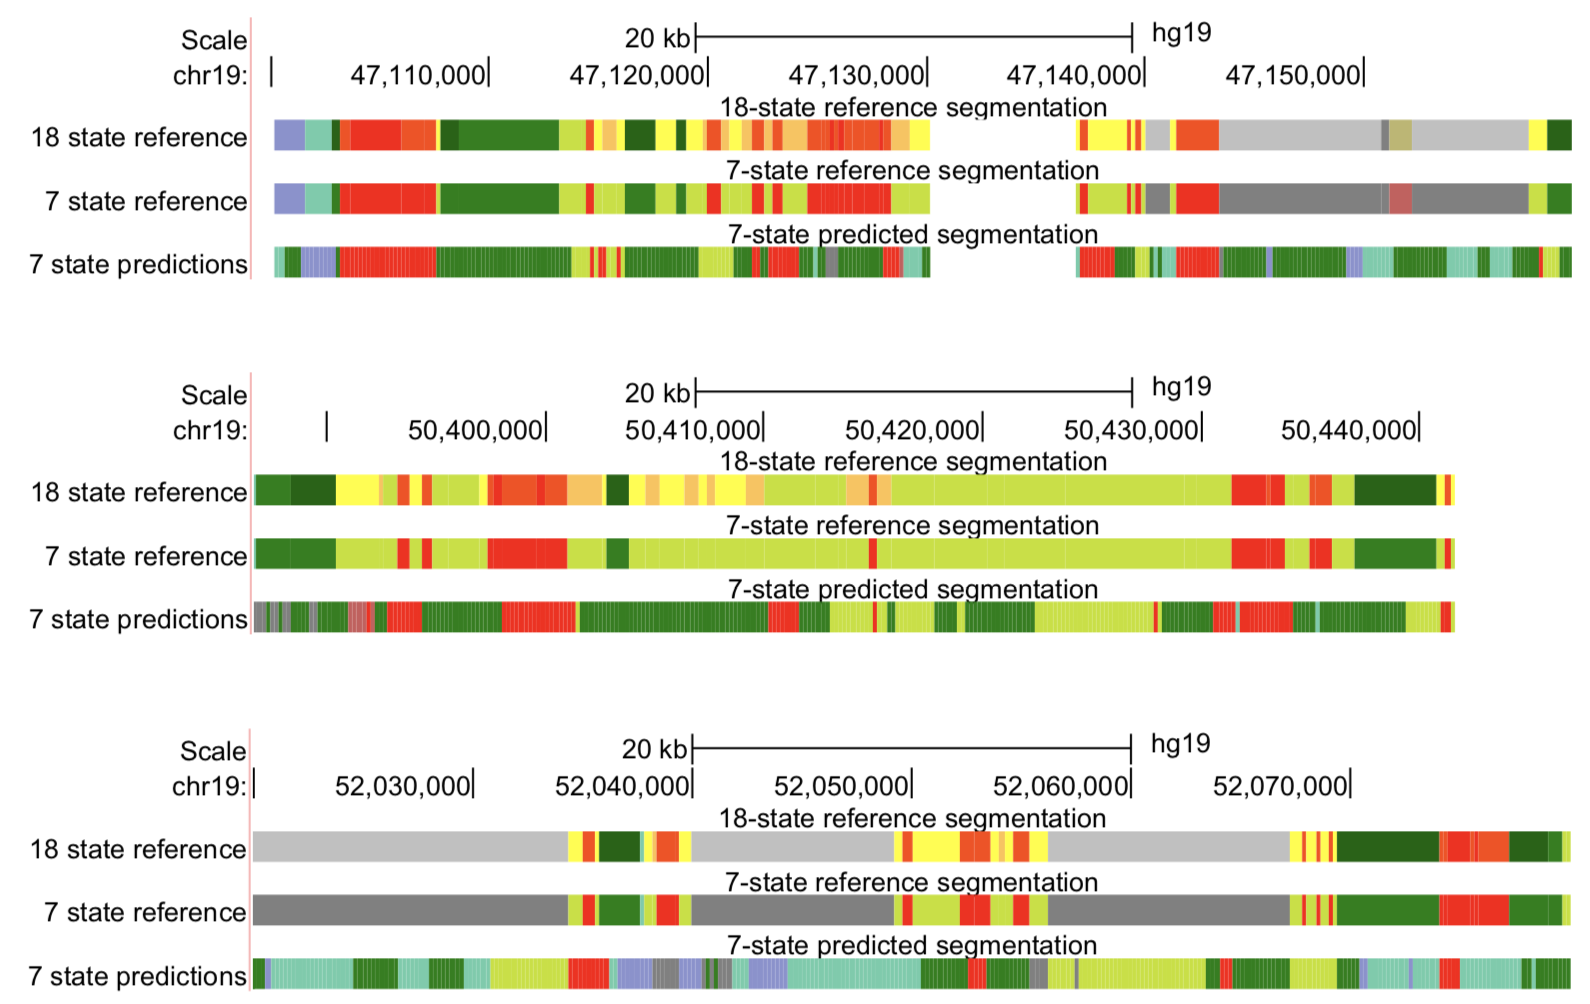 Scale 20 kb hg19
chr19: 47,110,000 47,120,000 47,130,000 47,140,000 47,150,000
18-state reference segmentation
18 state reference
7-state reference segmentation
7 state reference
7-state predicted segmentation
7 state predictions
Scale 20 kb hg19
chr19: 50,400,000 50,410,000 50,420,000 50,430,000 50,440,000
18-state reference segmentation
18 state reference
7-state reference segmentation
7 state reference
7-state predicted segmentation
7 state predictions
Scale 20 kb hg19
chr19: 52,030,000 52,040,000 52,050,000 52,060,000 52,070,000
18-state reference segmentation
18 state reference
7-state reference segmentation
7 state reference
7-state predicted segmentation
7 state predictions